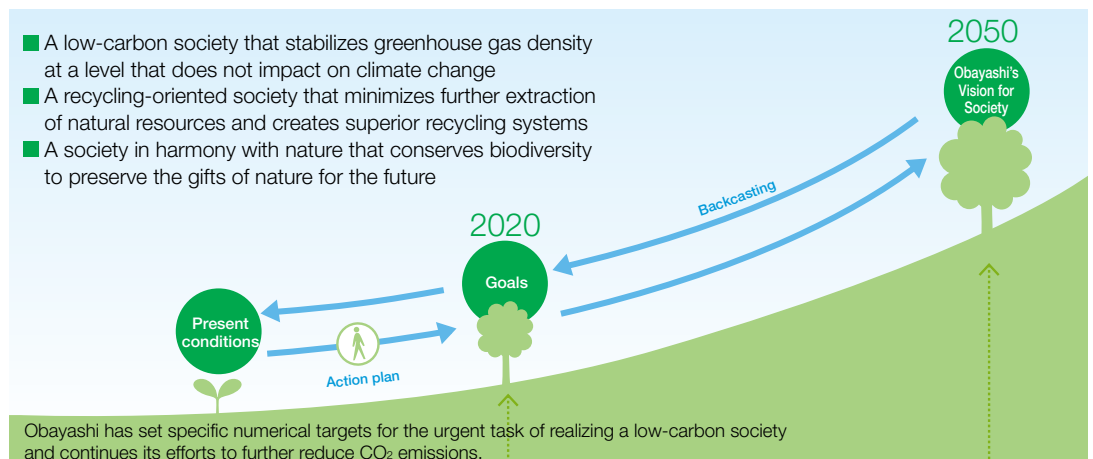 A low-carbon society that stabilizes greenhouse gas density
at a level that does not impact on climate change
A recycling-oriented society that minimizes further extraction
of natural resources and creates superior recycling systems
A society in harmony with nature that conserves biodiversity
to preserve the gifts of nature for the future
2050
Obayashi's
Vision for
Society
Backcasting
2020
Goals
Present
conditions
Action plan
Obayashi has set specific numerical targets for the urgent task of realizing a low-carbon society
and continues its efforts to further reduce CO₂ emissions.